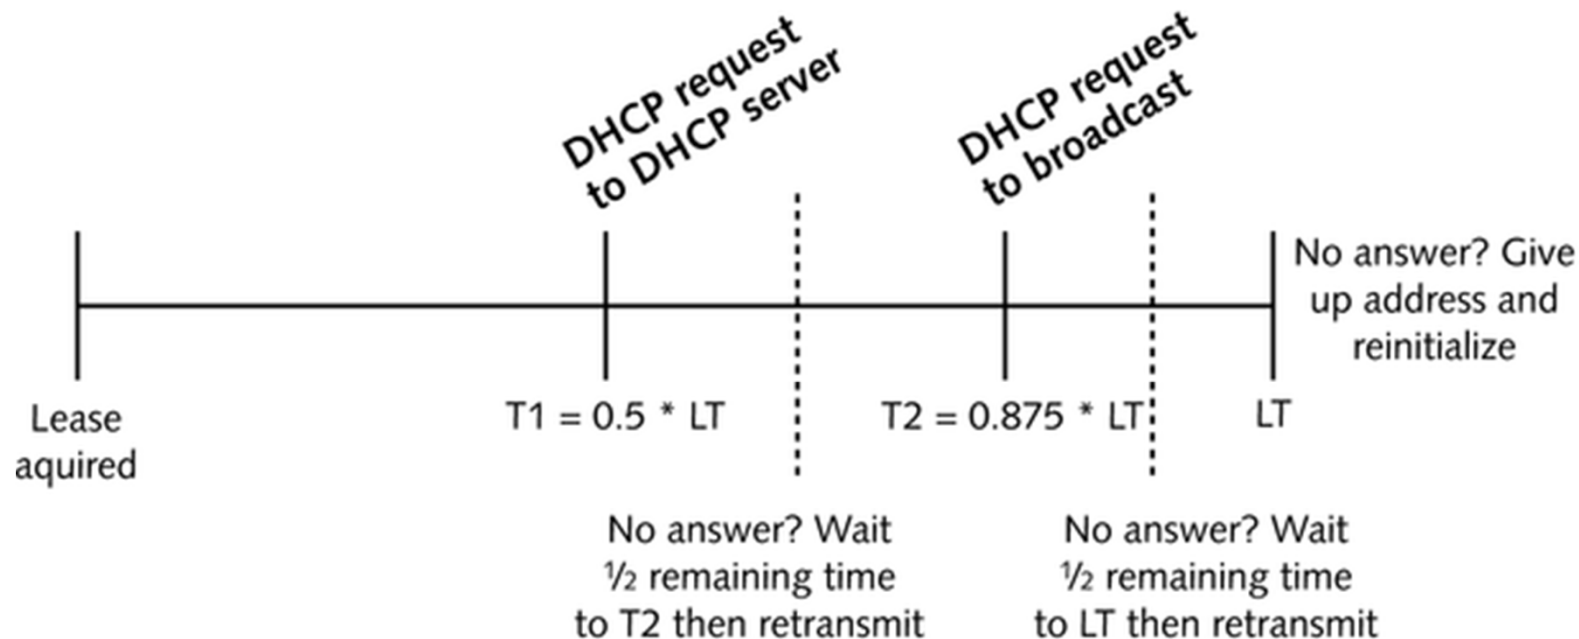 DHCP request
to DHCP server
DHCP request
to broadcast
No answer? Give
up address and
reinitialize
Lease
aquired
T1 = 0.5 * LT
T2 = 0.875 * LT
LT
No answer? Wait
½ remaining time
to T2 then retransmit
No answer? Wait
½ remaining time
to LT then retransmit